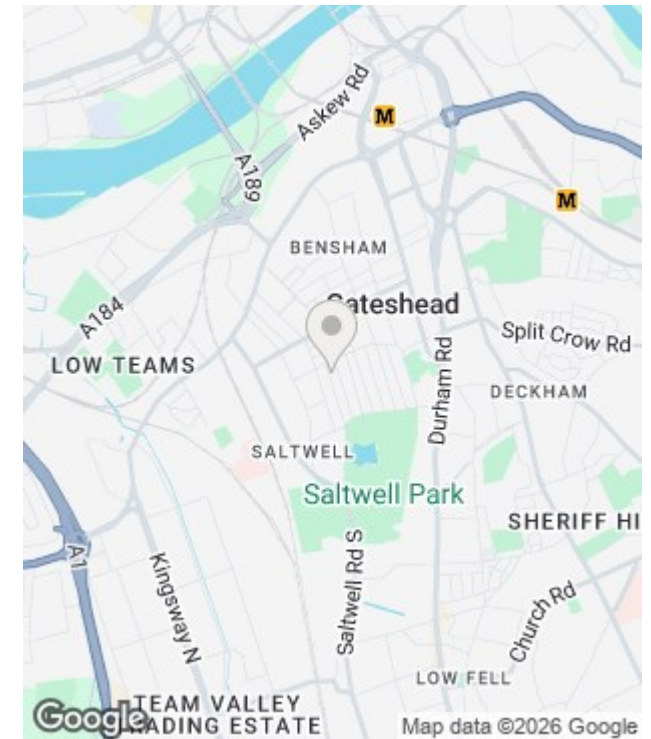 Askew Rd
M
A189
M
BENSHAM
Gateshead
A184
Split Crow Rd
LOW TEAMS
Durham Rd
DECKHAM
SALTWELL
Saltwell Park
SHERIFF HI
A1
Kingsway N
Saltwell Rd S
Church Rd
LOW FELL
TEAM VALLEY
RADING ESTATE
Google
Map data ©2026 Google